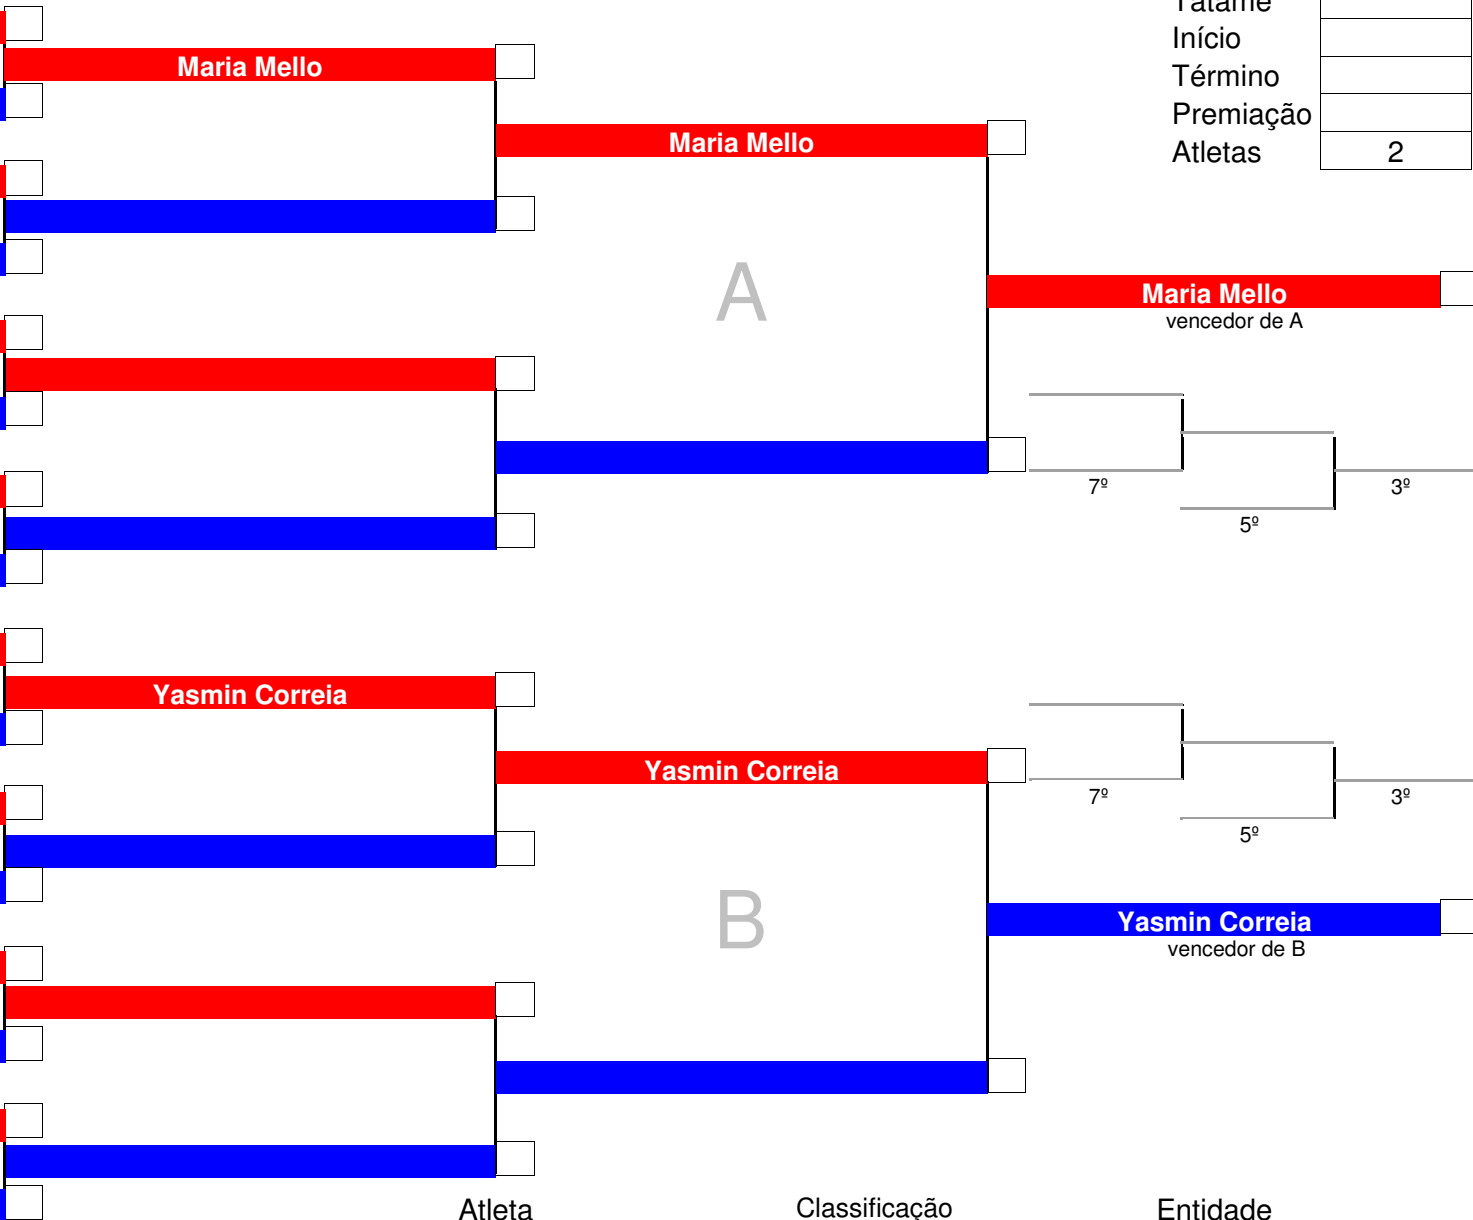 Tatame
Início
Maria Mello
Término
Premiação
Maria Mello
Atletas 2
A
Maria Mello
vencedor de A
7º 3º
5º
Yasmin Correia
Yasmin Correia
7º 3º
5º
B
Yasmin Correia
vencedor de B
Atleta Classificação Entidade